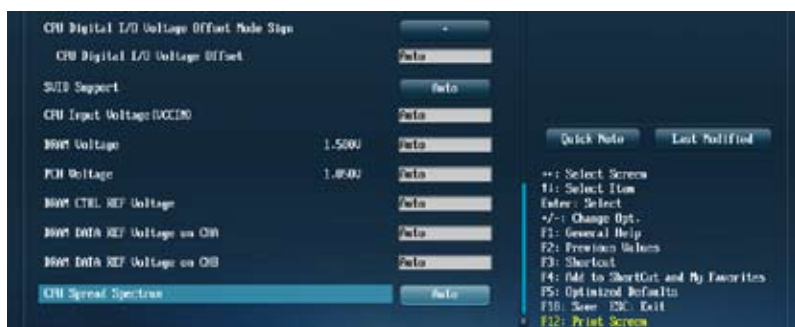 CPU Digital I/O Voltage Offset Mode Sign -
CPU Digital I/O Voltage Offset Auto
SVID Support Auto
CPU Input Voltage(VCCIN) Auto
DRAM Voltage 1.500V Auto
PCH Voltage 1.050V Auto
DRAM CTRL REF Voltage Auto
DRAM DATA REF Voltage on CHA Auto
DRAM DATA REF Voltage on CHB Auto
CPU Spread Spectrum Auto
Quick Note Last Modified
→←: Select Screen
↑↓: Select Item
Enter: Select
+/-: Change Opt.
F1: General Help
F2: Previous Values
F3: Shortcut
F4: Add to ShortCut and My Favorites
F5: Optimized Defaults
F10: Save ESC: Exit
F12: Print Screen